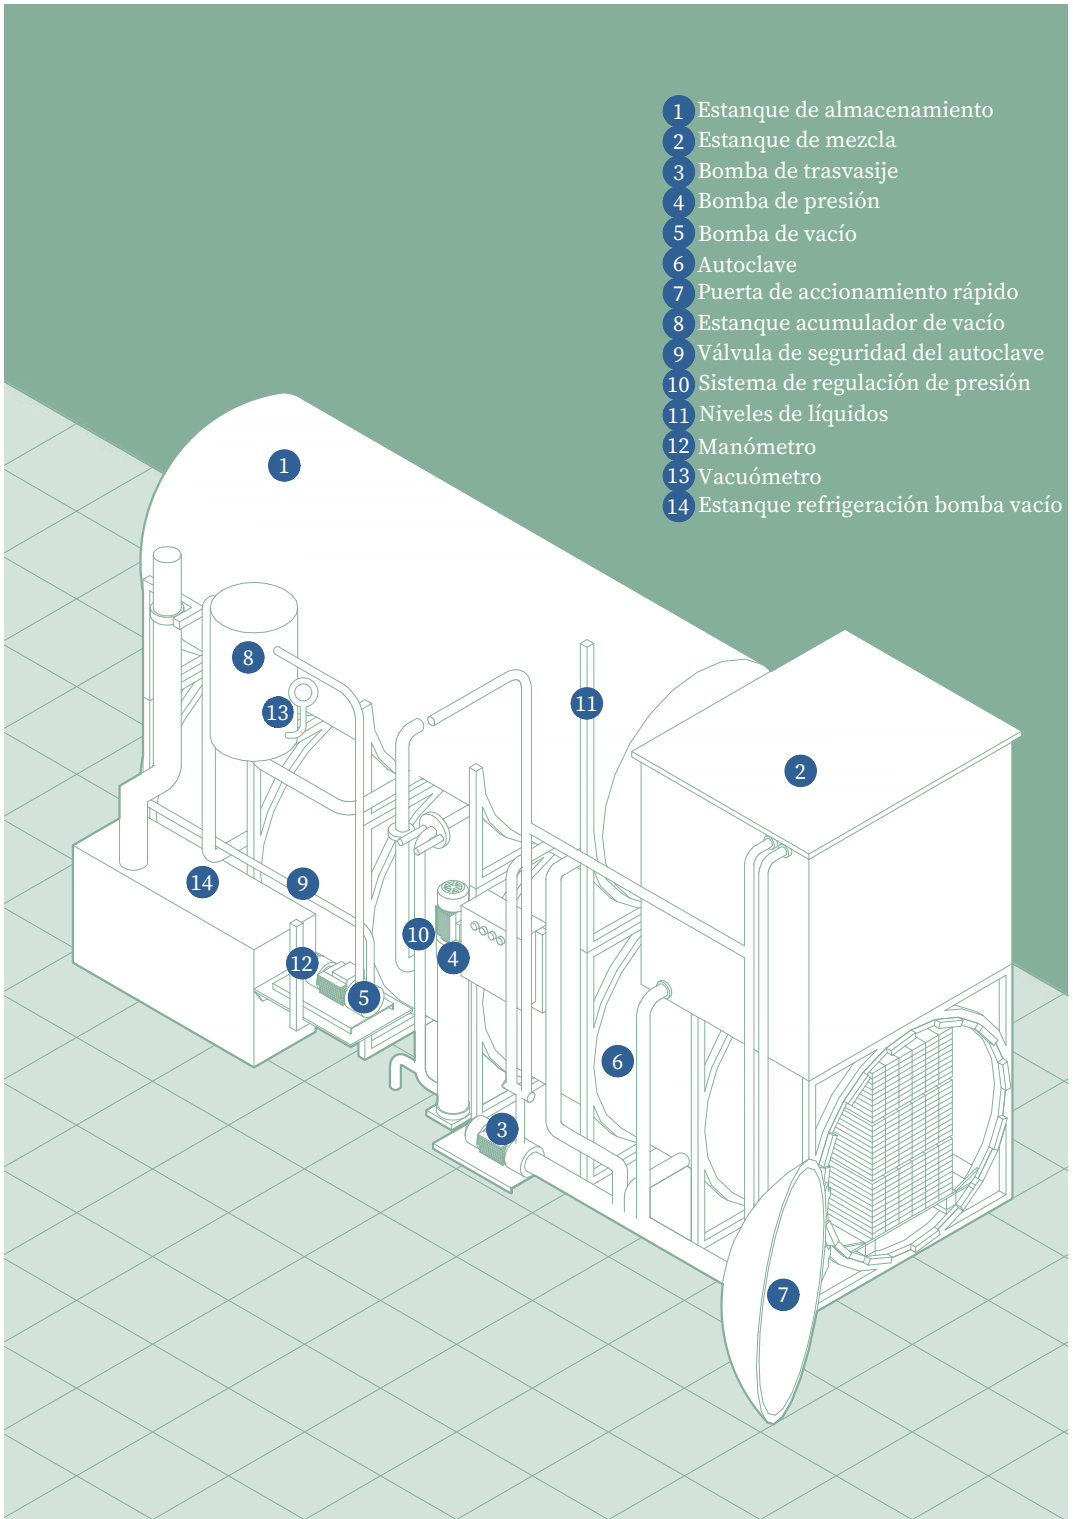 1 Estanque de almacenamiento
2 Estanque de mezcla
3 Bomba de trasvasije
4 Bomba de presión
5 Bomba de vacío
6 Autoclave
7 Puerta de accionamiento rápido
8 Estanque acumulador de vacío
9 Válvula de seguridad del autoclave
10 Sistema de regulación de presión
11 Niveles de líquidos
12 Manómetro
13 Vacuómetro
14 Estanque refrigeración bomba vacío
1
8
13
11
2
14
9
10
4
12
5
6
3
7